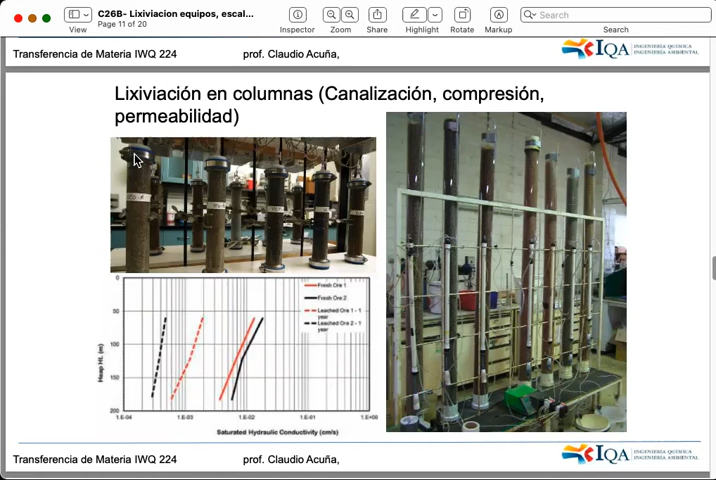 C26B- Lixiviacion equipos, escal...
Page 11 of 20
View
Inspector
Zoom
Share
Highlight
Rotate
Markup
Search
Search
Transferencia de Materia IWQ 224
prof. Claudio Acuña,
IQA INGENIERÍA QUÍMICA
INGENIERÍA AMBIENTAL
Lixiviación en columnas (Canalización, compresión,
permeabilidad)
0
50
100
150
200
Heap Ht. (m)
1.E-04
1.E-03
1.E-02
1.E-01
1.E+00
Saturated Hydraulic Conductivity (cm/s)
Fresh Ore 1
Fresh Ore 2
Leached Ore 1 - 1
year
Leached Ore 2 - 1
year
Transferencia de Materia IWQ 224
prof. Claudio Acuña,
IQA INGENIERÍA QUÍMICA
INGENIERÍA AMBIENTAL